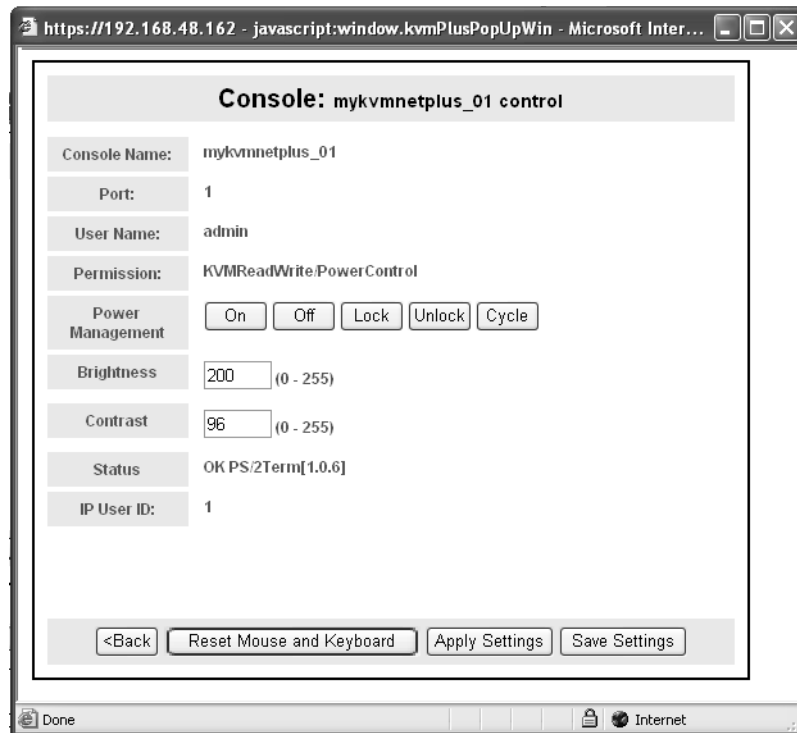 https://192.168.48.162 - javascript:window.kvmPlusPopUpWin - Microsoft Inter...
Console: mykvmnetplus_01 control
Console Name: mykvmnetplus_01
Port: 1
User Name: admin
Permission: KVMReadWrite/PowerControl
Power Management On Off Lock Unlock Cycle
Brightness 200 (0 - 255)
Contrast 96 (0 - 255)
Status OK PS/2Term[1.0.6]
IP User ID: 1
<Back Reset Mouse and Keyboard Apply Settings Save Settings
Done Internet